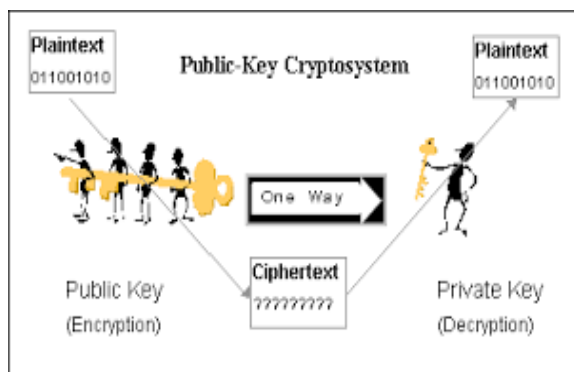 Plaintext
011001010
Public-Key Cryptosystem
Plaintext
011001010
One Way
Ciphertext
?????????
Public Key
(Encryption)
Private Key
(Decryption)